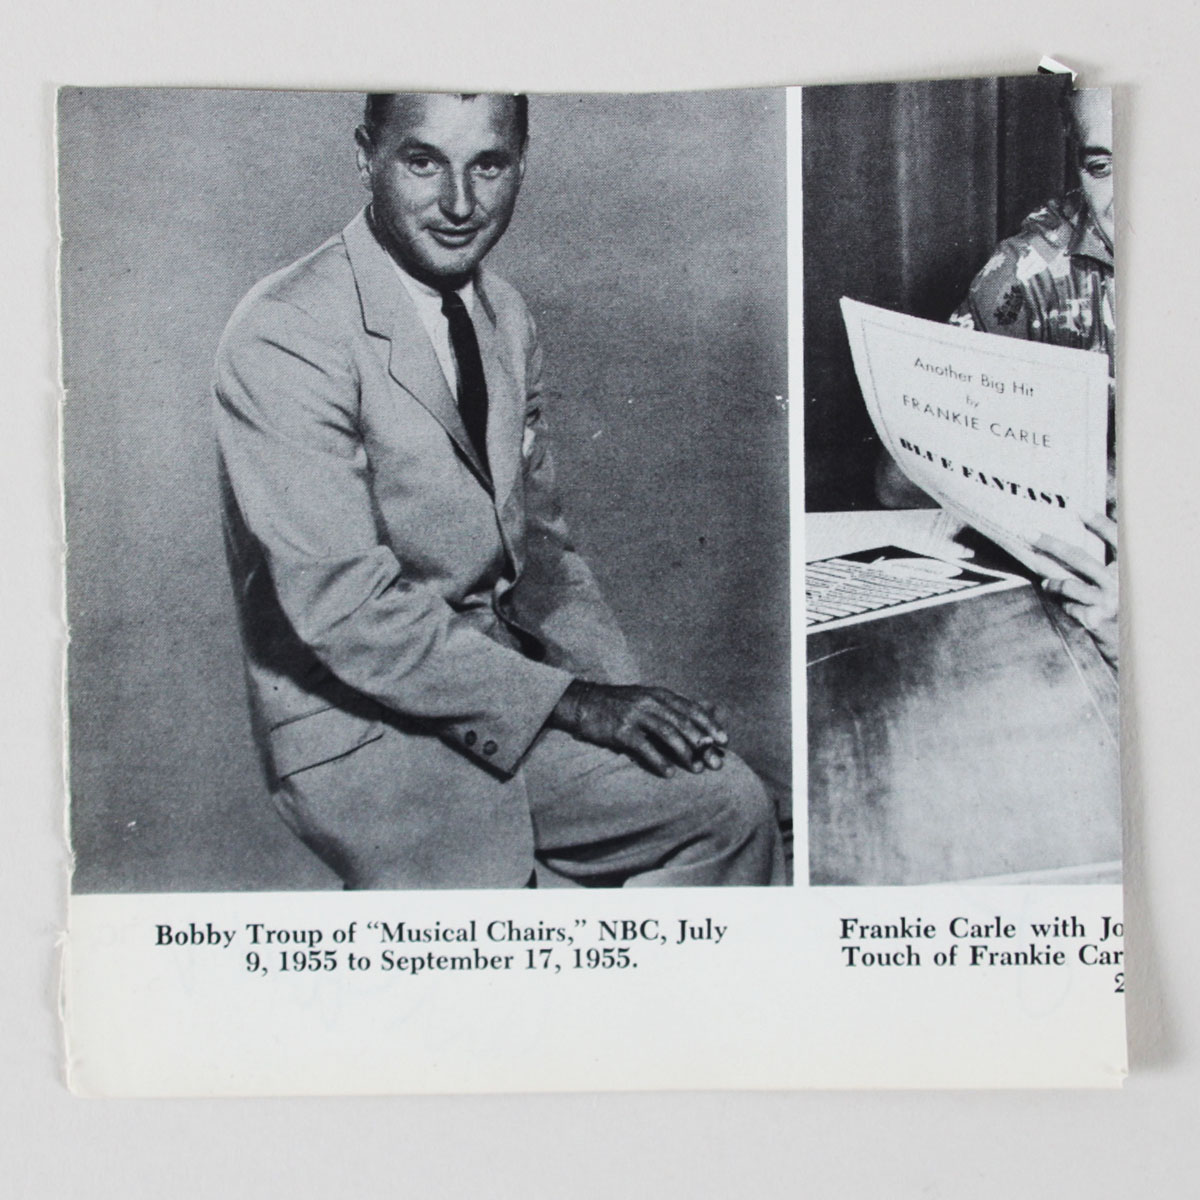 Another Big Hit
by
FRANKIE CARLE
BLUE FANTASY
Bobby Troup of “Musical Chairs,” NBC, July
9, 1955 to September 17, 1955.
Frankie Carle with Jo
Touch of Frankie Car
2